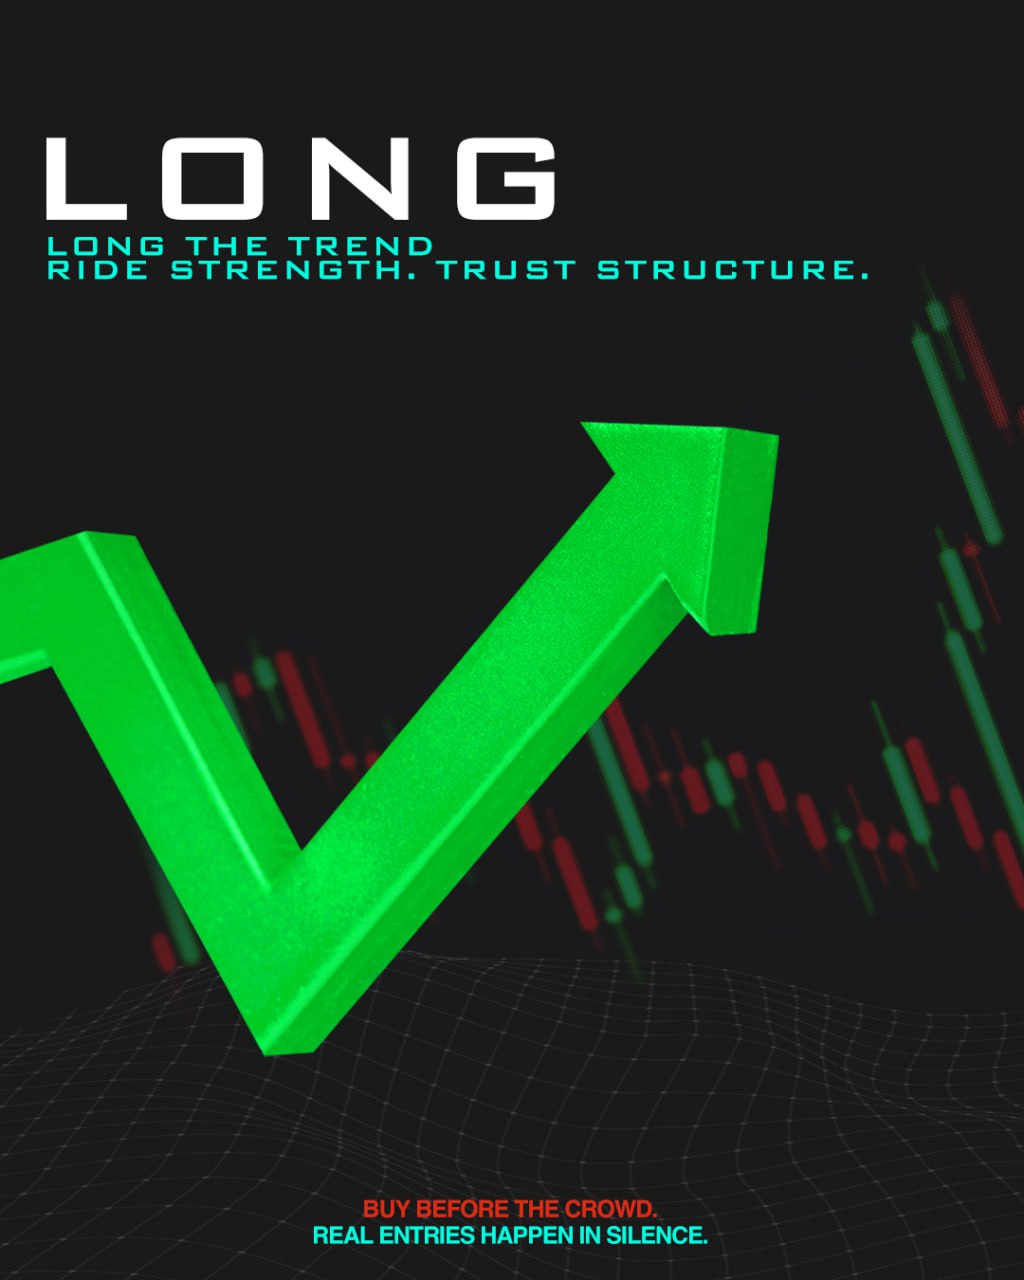 LONG
LONG THE TREND
RIDE STRENGTH. TRUST STRUCTURE.
BUY BEFORE THE CROWD.
REAL ENTRIES HAPPEN IN SILENCE.